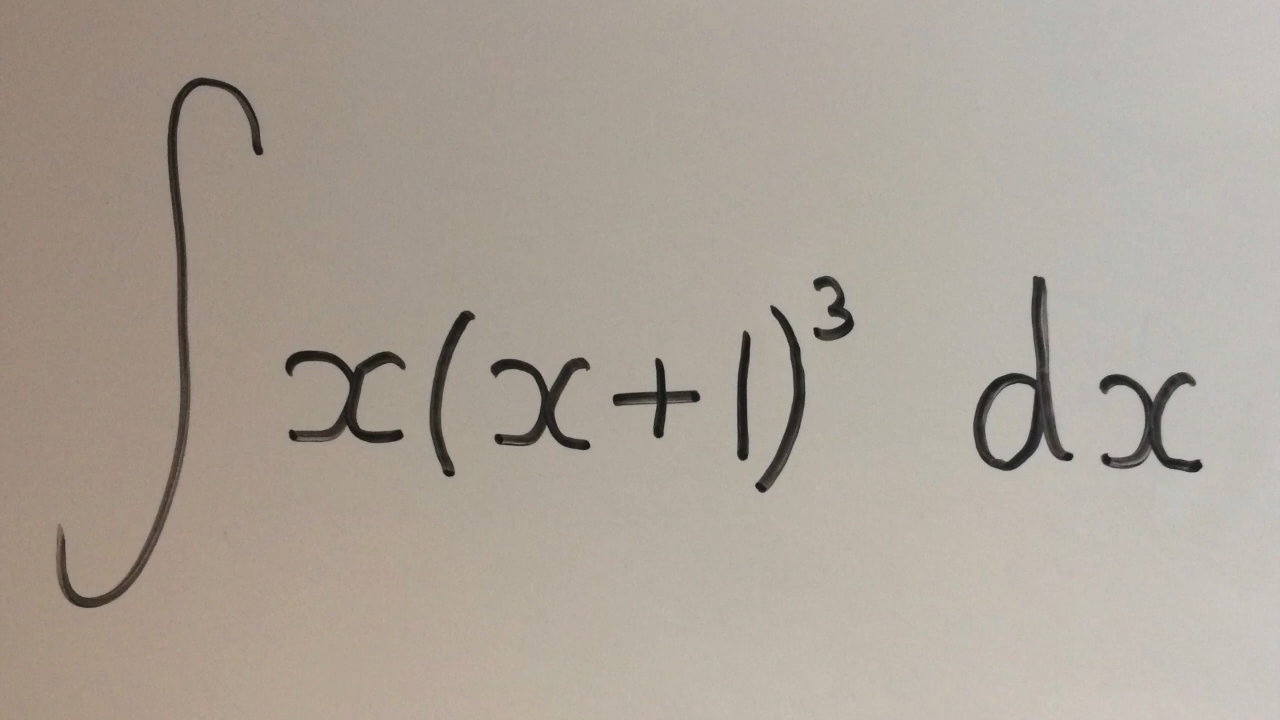 ∫ x(x+1)³ dx